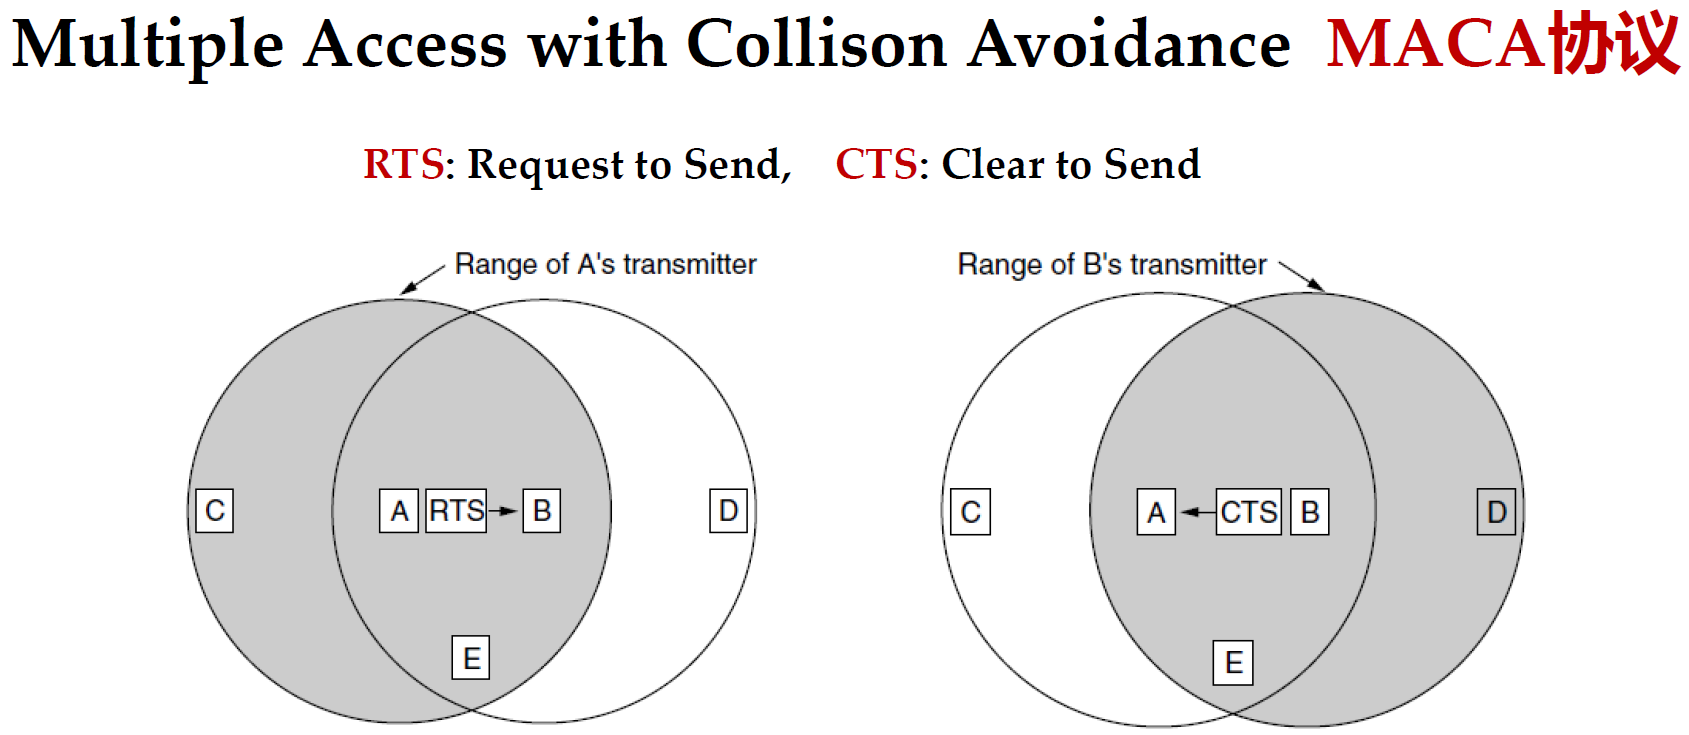 Multiple Access with Collison Avoidance MACA协议
RTS: Request to Send, CTS: Clear to Send
Range of A's transmitter
C
A
RTS
B
D
E
Range of B's transmitter
C
A
CTS
B
D
E